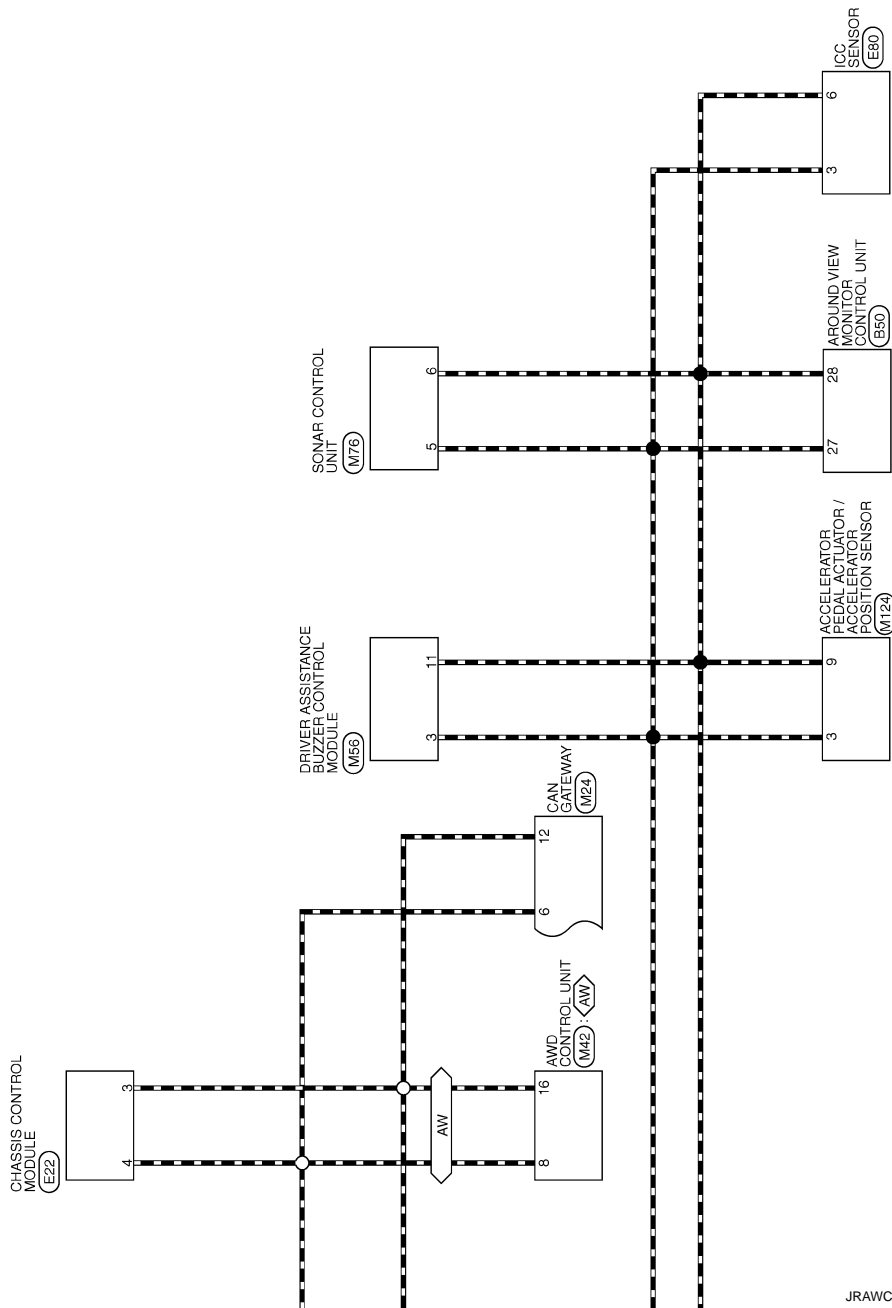 CHASSIS CONTROL
MODULE
E22
4
3
AW
8
16
AWD
CONTROL UNIT
M42 : AW
CAN
GATEWAY
M24
6
12
DRIVER ASSISTANCE
BUZZER CONTROL
MODULE
M56
3
11
ACCELERATOR
PEDAL ACTUATOR /
ACCELERATOR
POSITION SENSOR
M124
3
9
SONAR CONTROL
UNIT
M76
5
6
AROUND VIEW
MONITOR
CONTROL UNIT
B50
27
28
ICC
SENSOR
E80
3
6
JRAWC